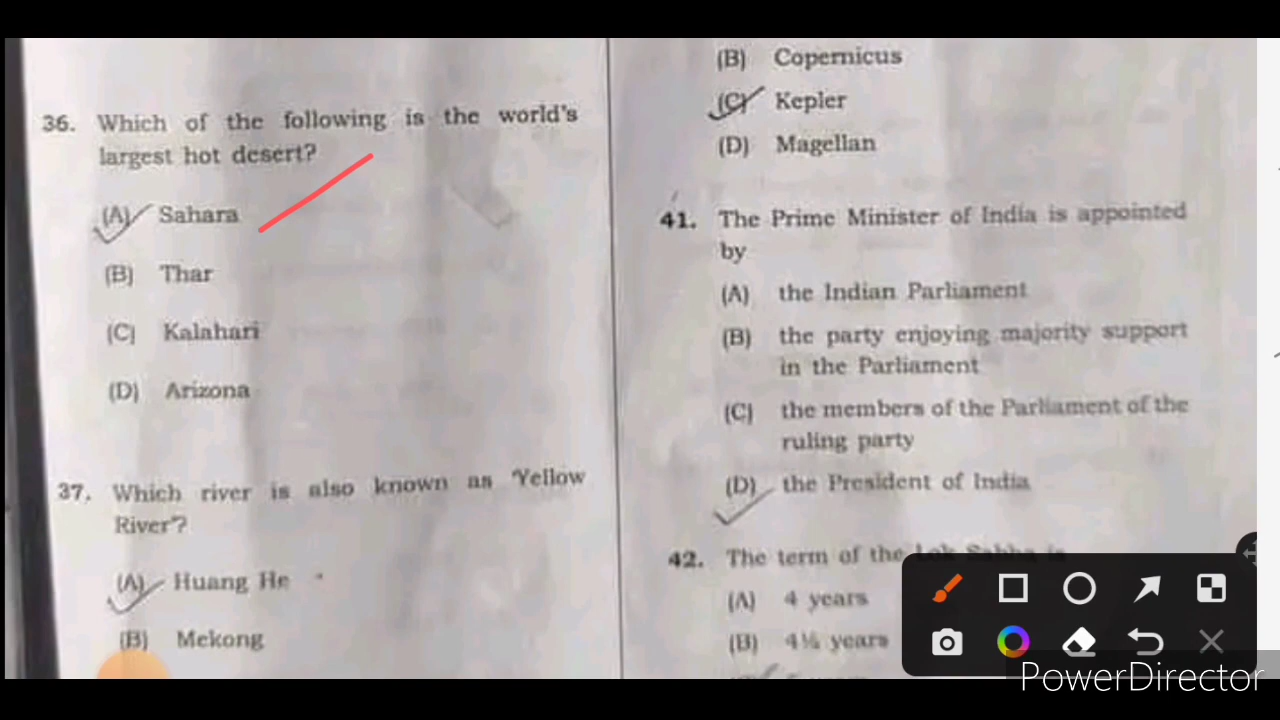 36. Which of the following is the world's
largest hot desert?
(A) Sahara
(B) Thar
(C) Kalahari
(D) Arizona
37. Which river is also known as 'Yellow
River'?
(A) Huang He
(B) Mekong
(B) Copernicus
(C) Kepler
(D) Magellan
41. The Prime Minister of India is appointed
by
(A) the Indian Parliament
(B) the party enjoying majority support
in the Parliament
(C) the members of the Parliament of the
ruling party
(D) the President of India
42. The term of the Lok Sabha is
(A) 4 years
(B) 4½ years
PowerDirector